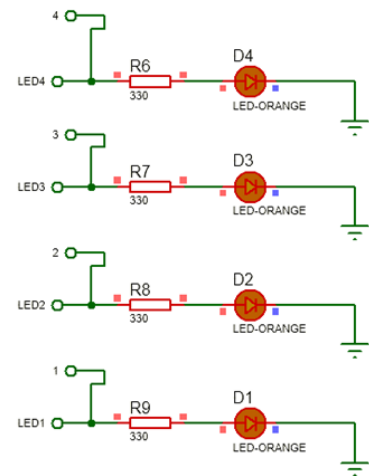 4
R6
D4
LED4
330
LED-ORANGE
3
R7
D3
LED3
330
LED-ORANGE
2
R8
D2
LED2
330
LED-ORANGE
1
R9
D1
LED1
330
LED-ORANGE